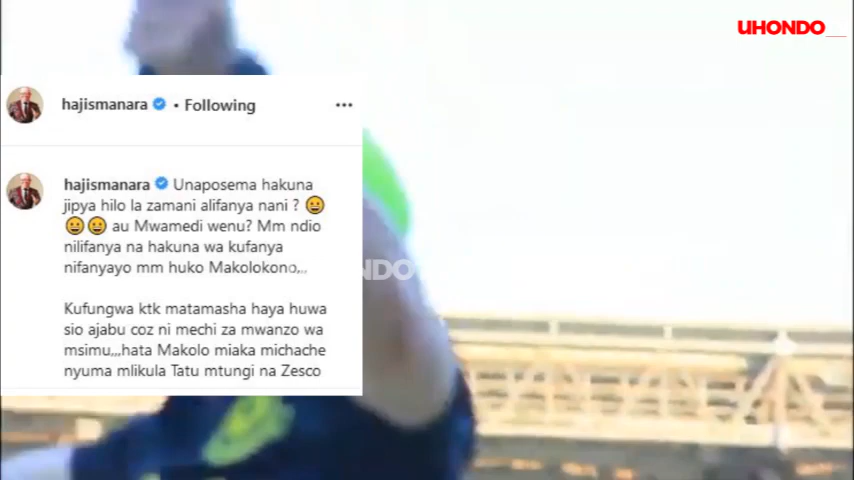 UHONDO__
hajismanara • Following •••
hajismanara Unaposema hakuna
jipya hilo la zamani alifanya nani ? 😀
😀😀 au Mwamedi wenu? Mm ndio
nilifanya na hakuna wa kufanya
nifanyayo mm huko Makolokono,,,
NDO
Kufungwa ktk matamasha haya huwa
sio ajabu coz ni mechi za mwanzo wa
msimu,,,hata Makolo miaka michache
nyuma mlikula Tatu mtungi na Zesco